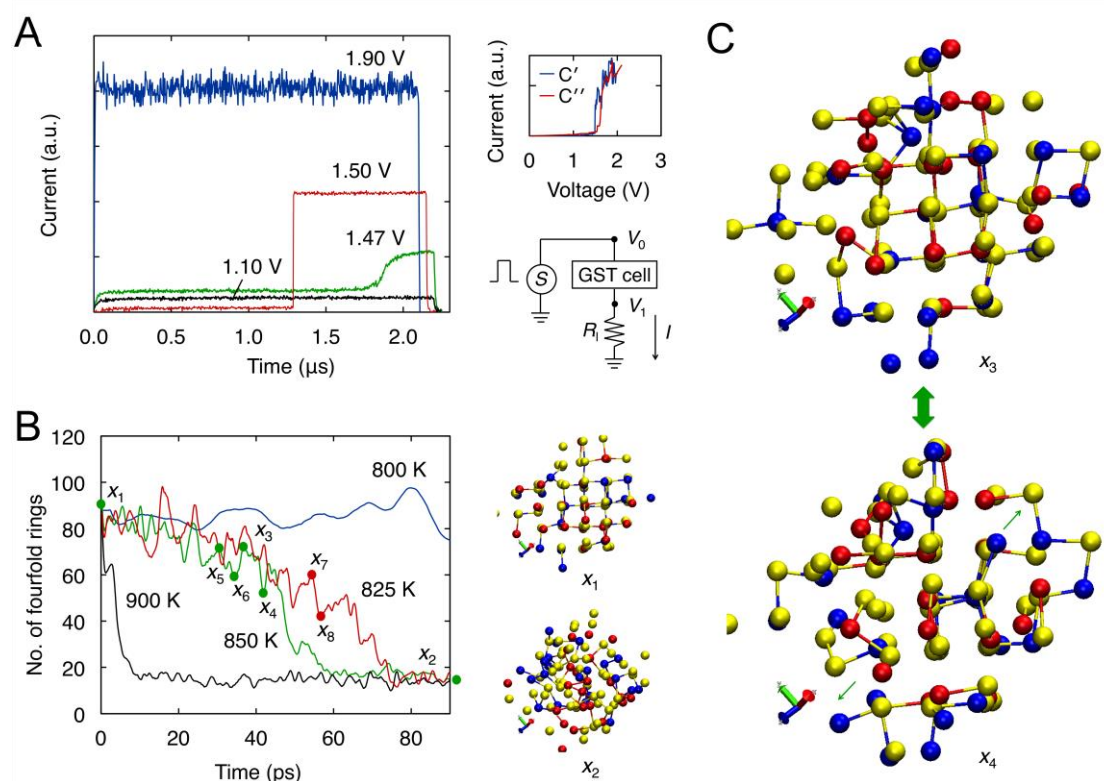 A
1.90 V
1.50 V
1.47 V
1.10 V
Current (a.u.)
0.0 0.5 1.0 1.5 2.0
Time (μs)
Current (a.u.)
C′
C′′
0 1 2 3
Voltage (V)
V0
S
GST cell
V1
Rl
I
B
No. of fourfold rings
120
100
80
60
40
20
0
800 K
x1
x3
x7
x5
x6
x4
825 K
900 K
x8
850 K
x2
0 20 40 60 80
Time (ps)
x1
x2
C
x3
x4